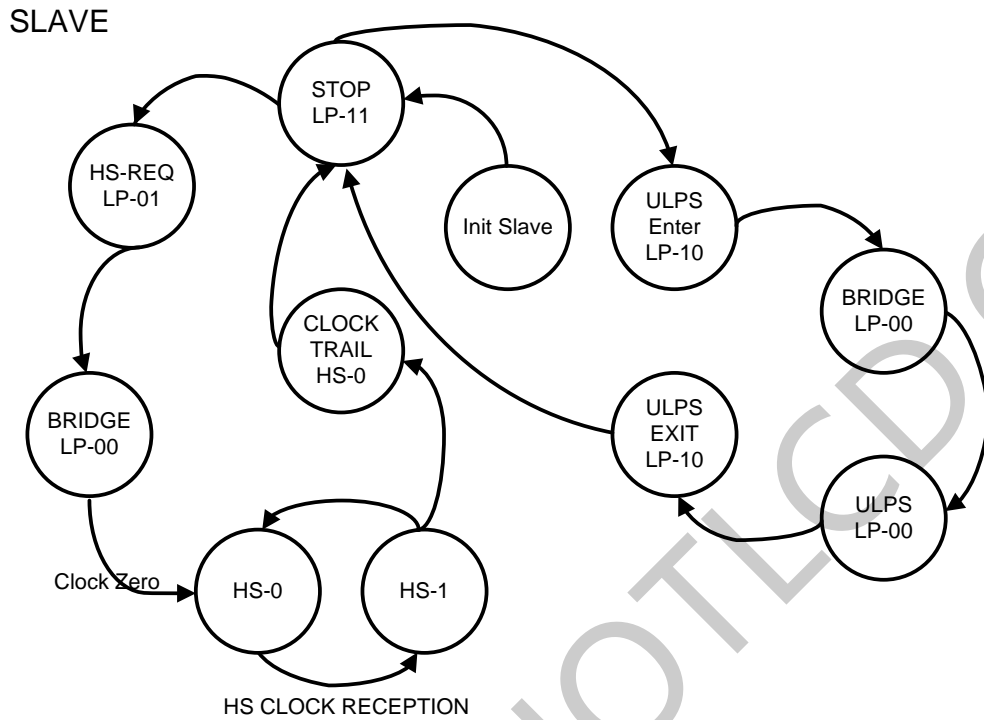 SLAVE
STOP
LP-11
HS-REQ
LP-01
Init Slave
ULPS
Enter
LP-10
BRIDGE
LP-00
CLOCK
TRAIL
HS-0
BRIDGE
LP-00
ULPS
EXIT
LP-10
ULPS
LP-00
Clock Zero
HS-0
HS-1
HS CLOCK RECEPTION